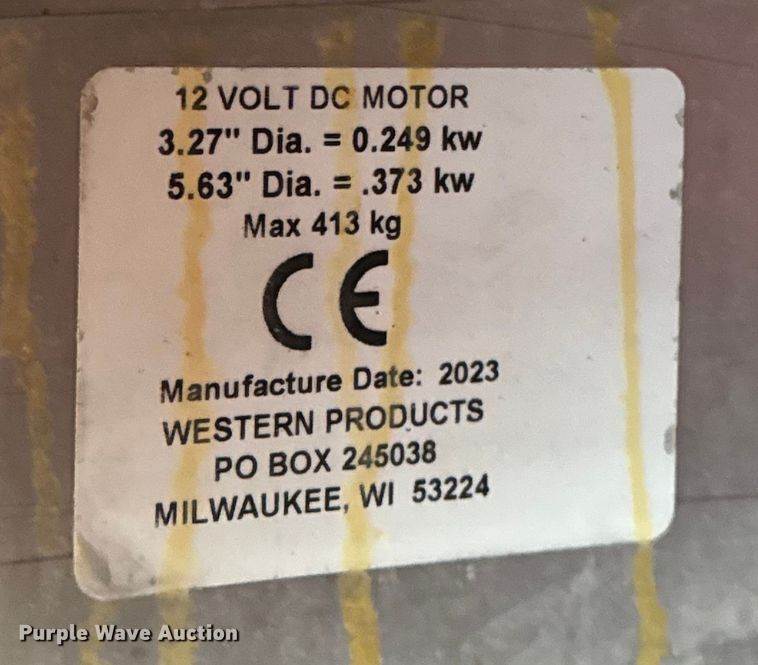 12 VOLT DC MOTOR
3.27" Dia. = 0.249 kw
5.63" Dia. = .373 kw
Max 413 kg
CE
Manufacture Date: 2023
WESTERN PRODUCTS
PO BOX 245038
MILWAUKEE, WI 53224
Purple Wave Auction